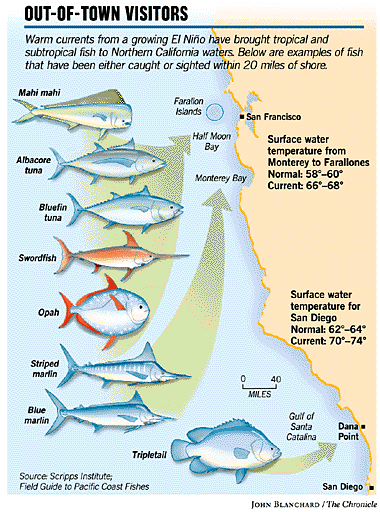 OUT-OF-TOWN VISITORS
Warm currents from a growing El Niño have brought tropical and
subtropical fish to Northern California waters. Below are examples of fish
that have been either caught or sighted within 20 miles of shore.
Mahi mahi
Albacore
tuna
Bluefin
tuna
Swordfish
Opah
Striped
marlin
Blue
marlin
Tripletail
Farallon
Islands
San Francisco
Half Moon
Bay
Monterey Bay
Surface water
temperature from
Monterey to Farallones
Normal: 58°–60°
Current: 66°–68°
Surface water
temperature for
San Diego
Normal: 62°–64°
Current: 70°–74°
0 40
MILES
Gulf of
Santa
Catalina
Dana
Point
San Diego
Source: Scripps Institute;
Field Guide to Pacific Coast Fishes
JOHN BLANCHARD / The Chronicle